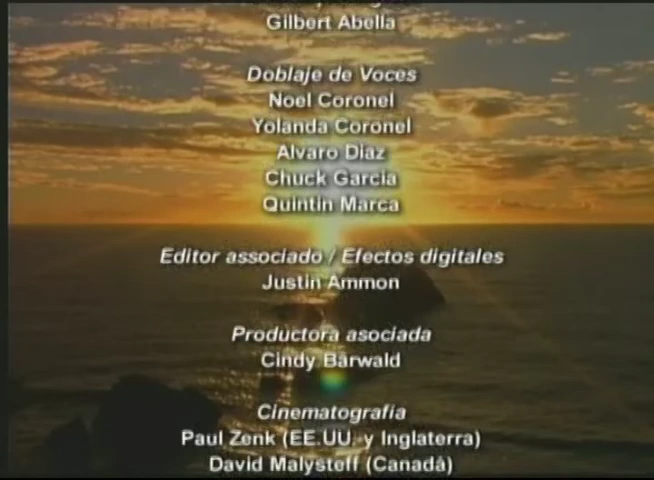 Gilbert Abella
Doblaje de Voces
Noel Coronel
Yolanda Coronel
Alvaro Diaz
Chuck Garcia
Quintin Marca
Editor associado / Efectos digitales
Justin Ammon
Productora asociada
Cindy Barwald
Cinematografía
Paul Zenk (EE.UU. y Inglaterra)
David Malysteff (Canadá)